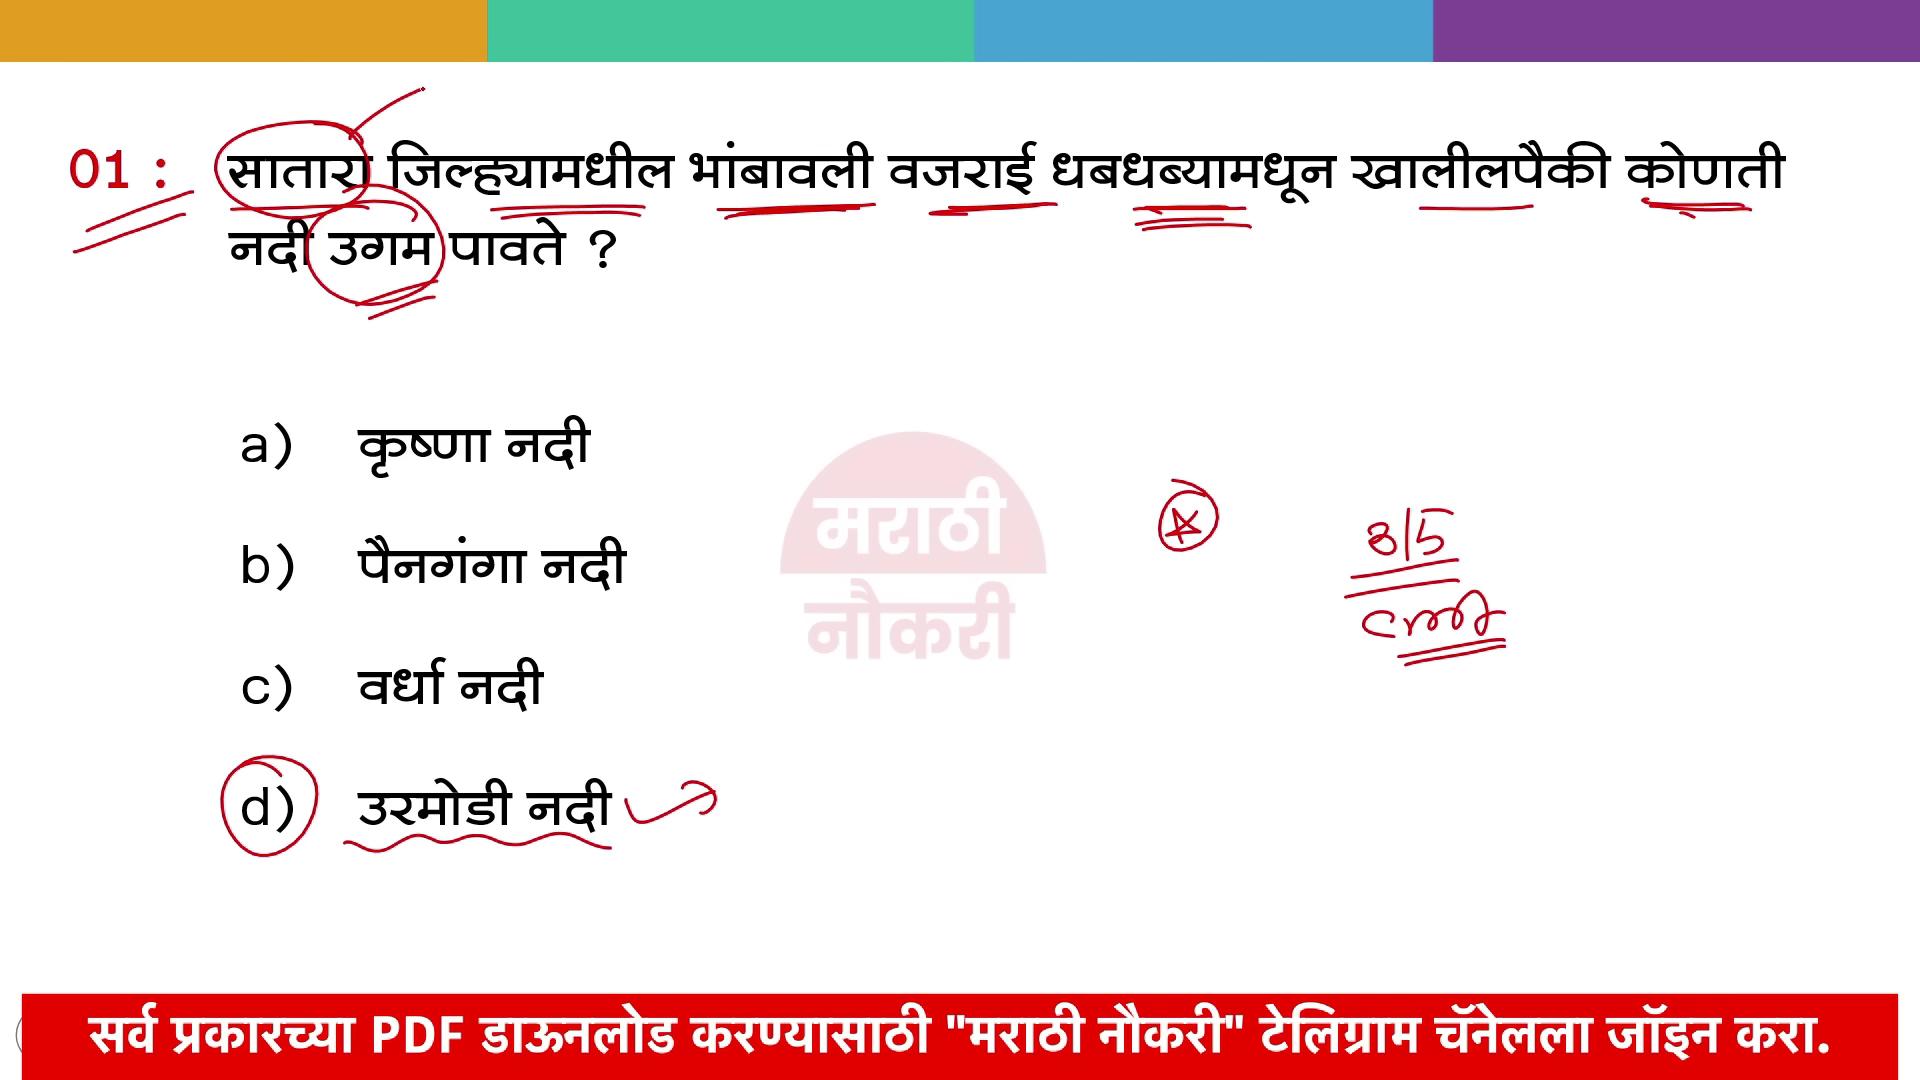 01 : सातारा जिल्ह्यामधील भांबावली वजराई धबधब्यामधून खालीलपैकी कोणती
नदी उगम पावते ?
a) कृष्णा नदी
b) पैनगंगा नदी
c) वर्धा नदी
d) उरमोडी नदी
मराठी
नौकरी
सर्व प्रकारच्या PDF डाऊनलोड करण्यासाठी "मराठी नौकरी" टेलिग्राम चॅनेलला जॉइन करा.